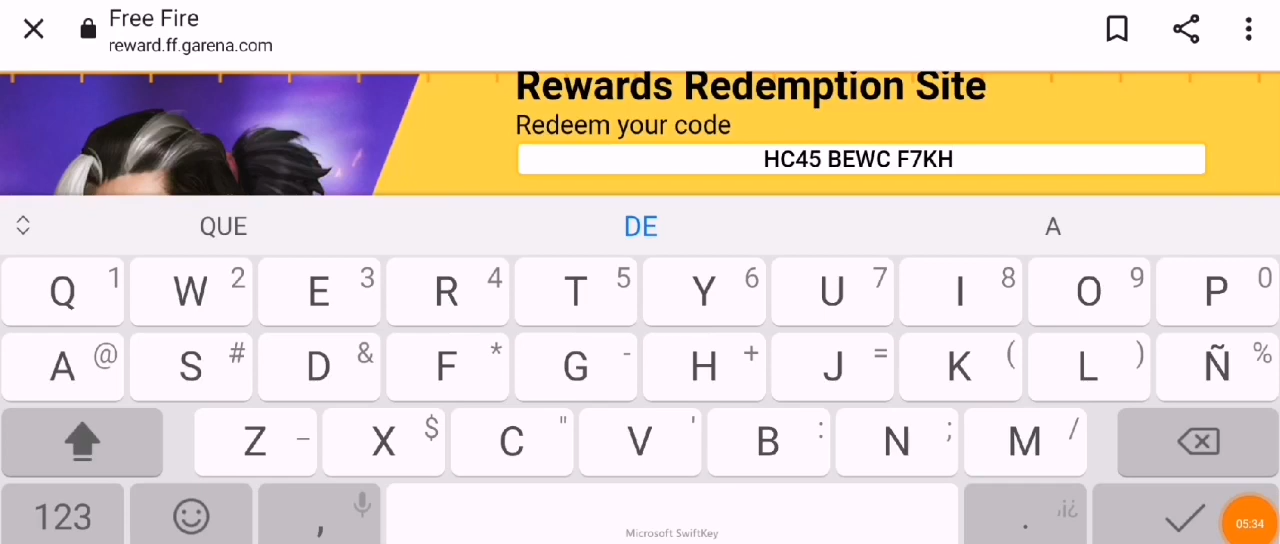 Free Fire
reward.ff.garena.com
Rewards Redemption Site
Redeem your code
HC45 BEWC F7KH
QUE DE A
Q 1 W 2 E 3 R 4 T 5 Y 6 U 7 I 8 O 9 P 0
A @ S # D & F * G - H + J = K ( L ) Ñ %
Z _ X $ C " V ' B : N ; M /
123 , Microsoft SwiftKey . ,!¿ 05:34